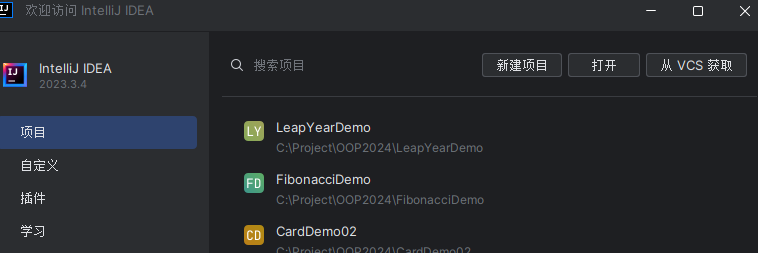 欢迎访问 IntelliJ IDEA
IJ
IntelliJ IDEA
2023.3.4
项目
自定义
插件
学习
搜索项目
新建项目
打开
从 VCS 获取
LY
LeapYearDemo
C:\Project\OOP2024\LeapYearDemo
FD
FibonacciDemo
C:\Project\OOP2024\FibonacciDemo
CD
CardDemo02
C:\Project\OOP2024\CardDemo02